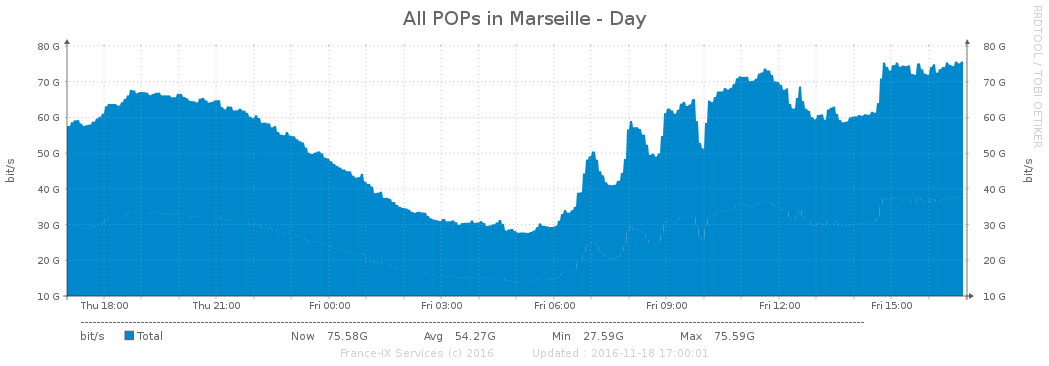 All POPs in Marseille - Day
RRDTOOL / TOBI OETIKER
80 G 80 G
70 G 70 G
60 G 60 G
50 G 50 G
40 G 40 G
30 G 30 G
20 G 20 G
10 G 10 G
bit/s
bit/s
Thu 18:00 Thu 21:00 Fri 00:00 Fri 03:00 Fri 06:00 Fri 09:00 Fri 12:00 Fri 15:00
bit/s Total Now 75.58G Avg 54.27G Min 27.59G Max 75.59G
France-IX Services (c) 2016 Updated : 2016-11-18 17:00:01